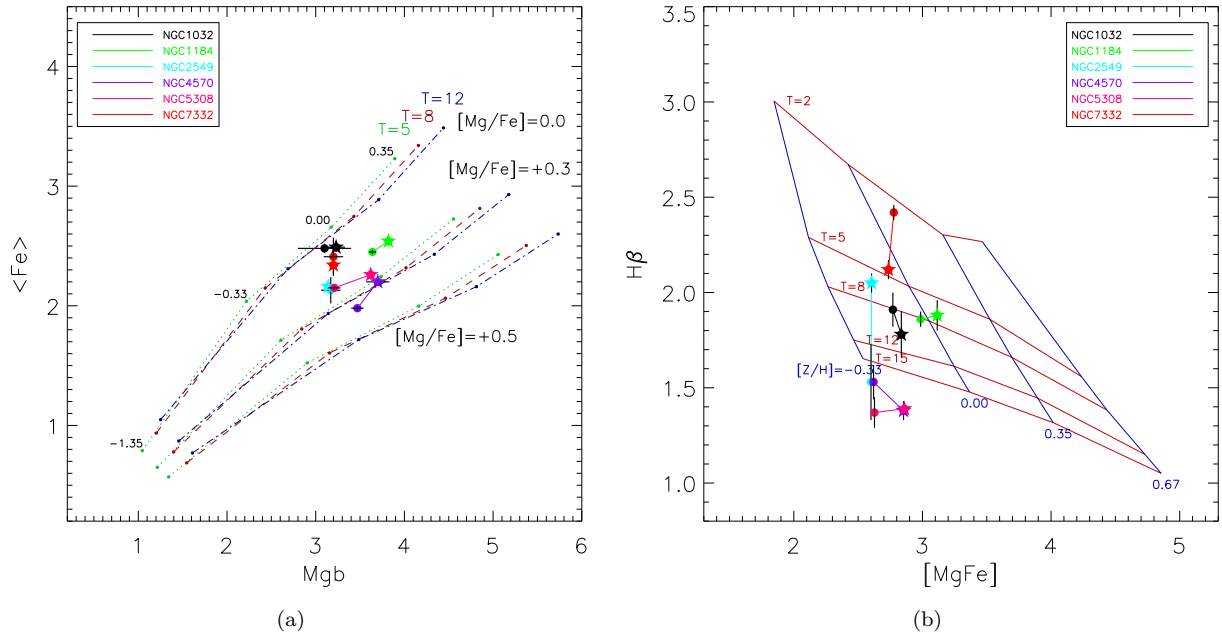 NGC1032
NGC1184
NGC2549
NGC4570
NGC5308
NGC7332
T=12
T=8
T=5
[Mg/Fe]=0.0
0.35
[Mg/Fe]=+0.3
0.00
−0.33
[Mg/Fe]=+0.5
−1.35
4
3
2
1
<Fe>
1 2 3 4 5 6
Mgb
(a)
NGC1032
NGC1184
NGC2549
NGC4570
NGC5308
NGC7332
3.5
3.0
2.5
2.0
1.5
1.0
Hβ
T=2
T=5
T=8
T=12
T=15
[Z/H]=−0.33
0.00
0.35
0.67
2 3 4 5
[MgFe]
(b)